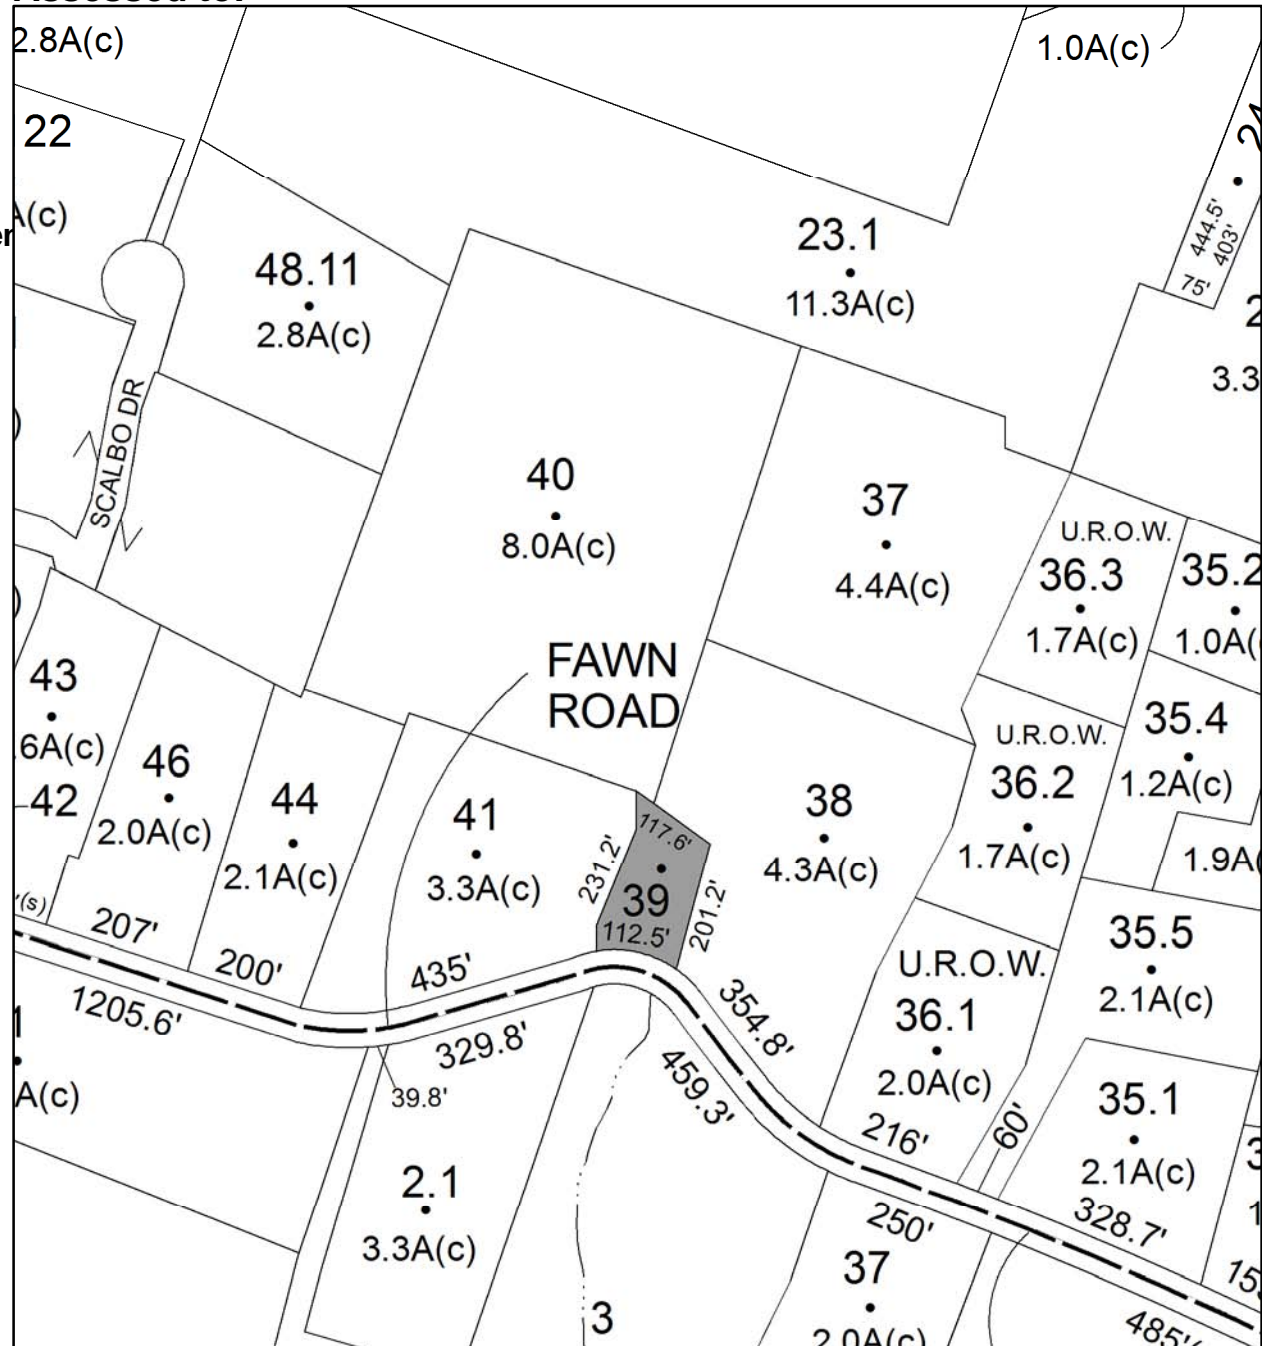 2.8A(c)
1.0A(c)
22
A(c)
24
444.5'
403'
75'
23.1
11.3A(c)
48.11
2.8A(c)
3.3
SCALBO DR
40
8.0A(c)
37
4.4A(c)
U.R.O.W.
36.3
1.7A(c)
35.2
1.0A(
FAWN
ROAD
43
6A(c)
42
46
2.0A(c)
44
2.1A(c)
41
3.3A(c)
117.6'
231.2'
39
112.5'
201.2'
38
4.3A(c)
U.R.O.W.
36.2
1.7A(c)
35.4
1.2A(c)
1.9A(
'(s)
207'
200'
435'
1205.6'
329.8'
39.8'
354.8'
459.3'
U.R.O.W.
36.1
2.0A(c)
35.5
2.1A(c)
35.1
2.1A(c)
216'
60'
250'
328.7'
A(c)
2.1
3.3A(c)
3
37
2.0A(c)
485'